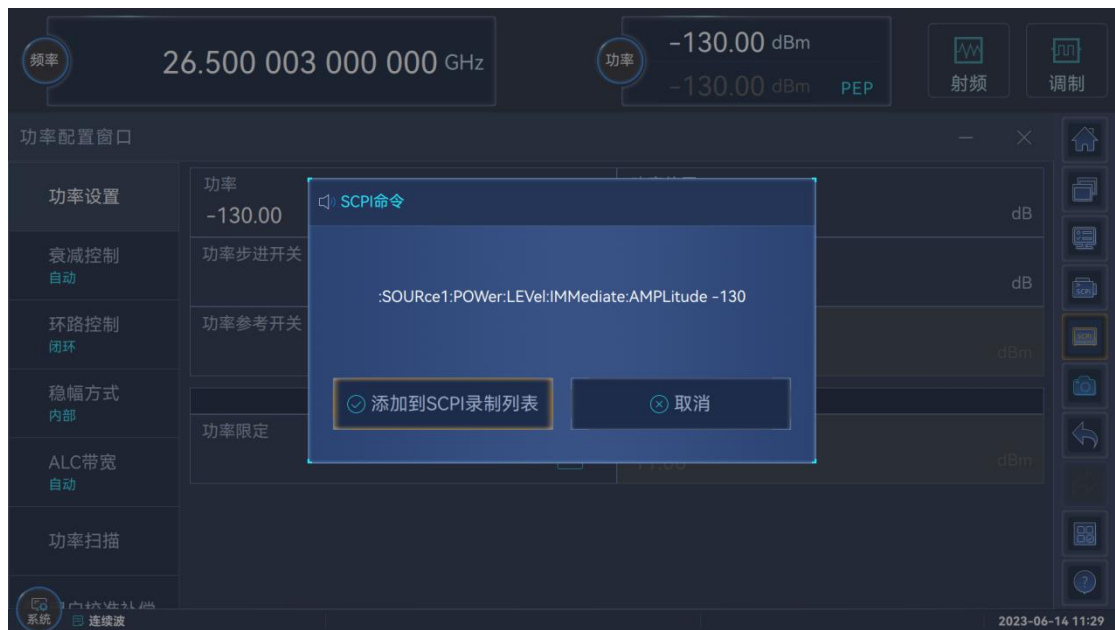 频率
26.500 003 000 000 GHz
功率
-130.00 dBm
-130.00 dBm PEP
射频
调制
功率配置窗口
功率设置
功率
-130.00
dB
衰减控制
自动
功率步进开关
dB
环路控制
闭环
功率参考开关
dBm
稳幅方式
内部
功率限定
dBm
ALC带宽
自动
功率扫描
SCPI命令
:SOURce1:POWer:LEVel:IMMediate:AMPLitude -130
添加到SCPI录制列表
取消
SCPI
SCPI
系统
连续波
2023-06-14 11:29